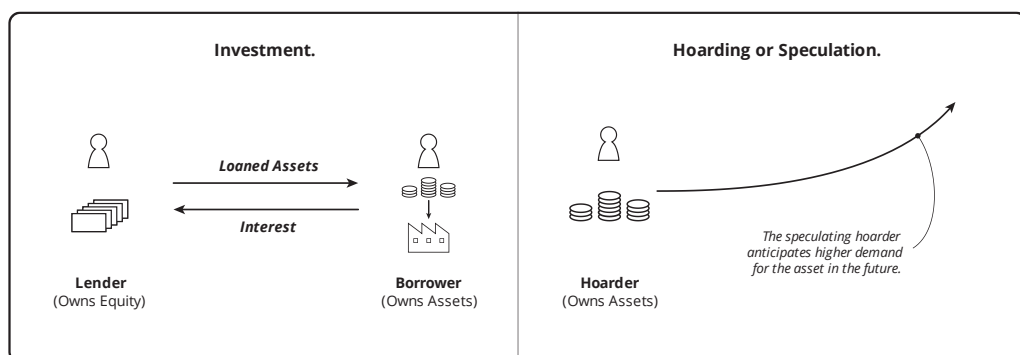 Investment.
Loaned Assets
Interest
Lender
(Owns Equity)
Borrower
(Owns Assets)
Hoarding or Speculation.
The speculating hoarder
anticipates higher demand
for the asset in the future.
Hoarder
(Owns Assets)